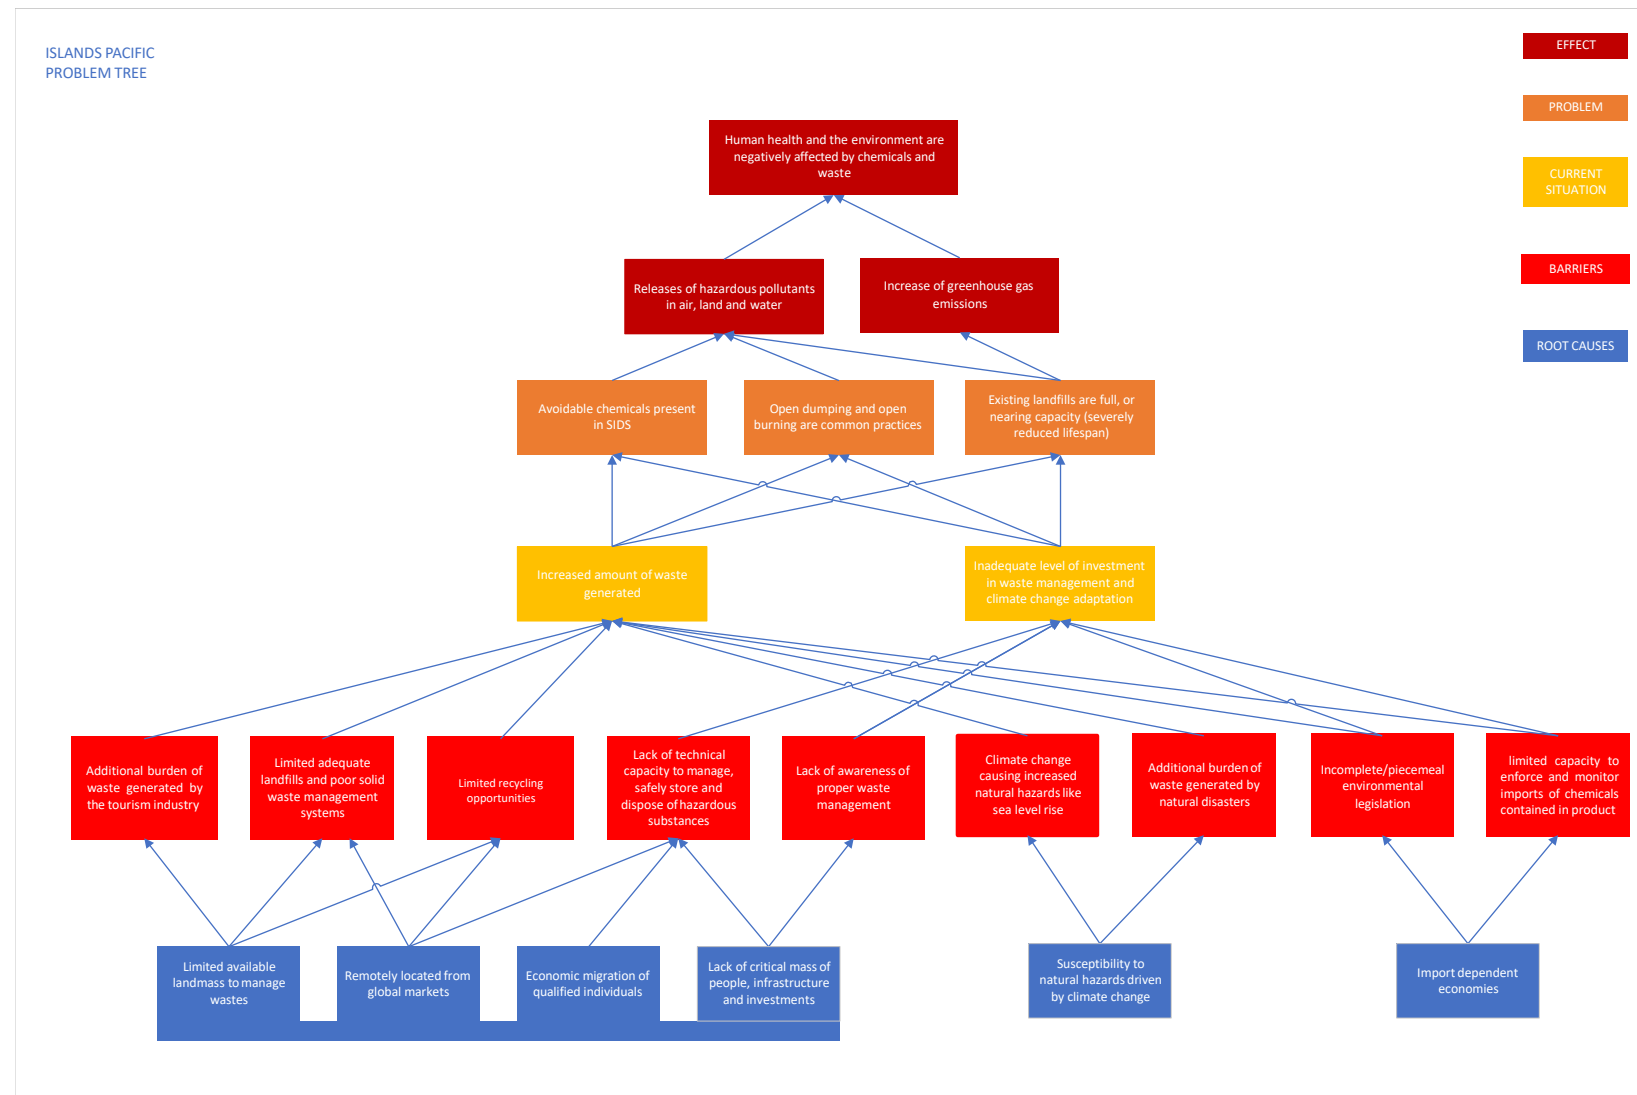 ISLANDS PACIFIC
PROBLEM TREE
EFFECT
PROBLEM
CURRENT
SITUATION
BARRIERS
ROOT CAUSES
Human health and the environment are
negatively affected by chemicals and
waste
Releases of hazardous pollutants
in air, land and water
Increase of greenhouse gas
emissions
Avoidable chemicals present
in SIDS
Open dumping and open
burning are common practices
Existing landfills are full, or
nearing capacity (severely
reduced lifespan)
Increased amount of waste
generated
Inadequate level of investment
in waste management and
climate change adaptation
Additional burden of
waste generated by
the tourism industry
Limited adequate
landfills and poor solid
waste management
systems
Limited recycling
opportunities
Lack of technical
capacity to manage,
safely store and
dispose of hazardous
substances
Lack of awareness of
proper waste
management
Climate change
causing increased
natural hazards like
sea level rise
Additional burden of
waste generated by
natural disasters
Incomplete/piecemeal
environmental
legislation
limited capacity to
enforce and monitor
imports of chemicals
contained in product
Limited available
landmass to manage
wastes
Remotely located from
global markets
Economic migration of
qualified individuals
Lack of critical mass of
people, infrastructure
and investments
Susceptibility to
natural hazards driven
by climate change
Import dependent
economies